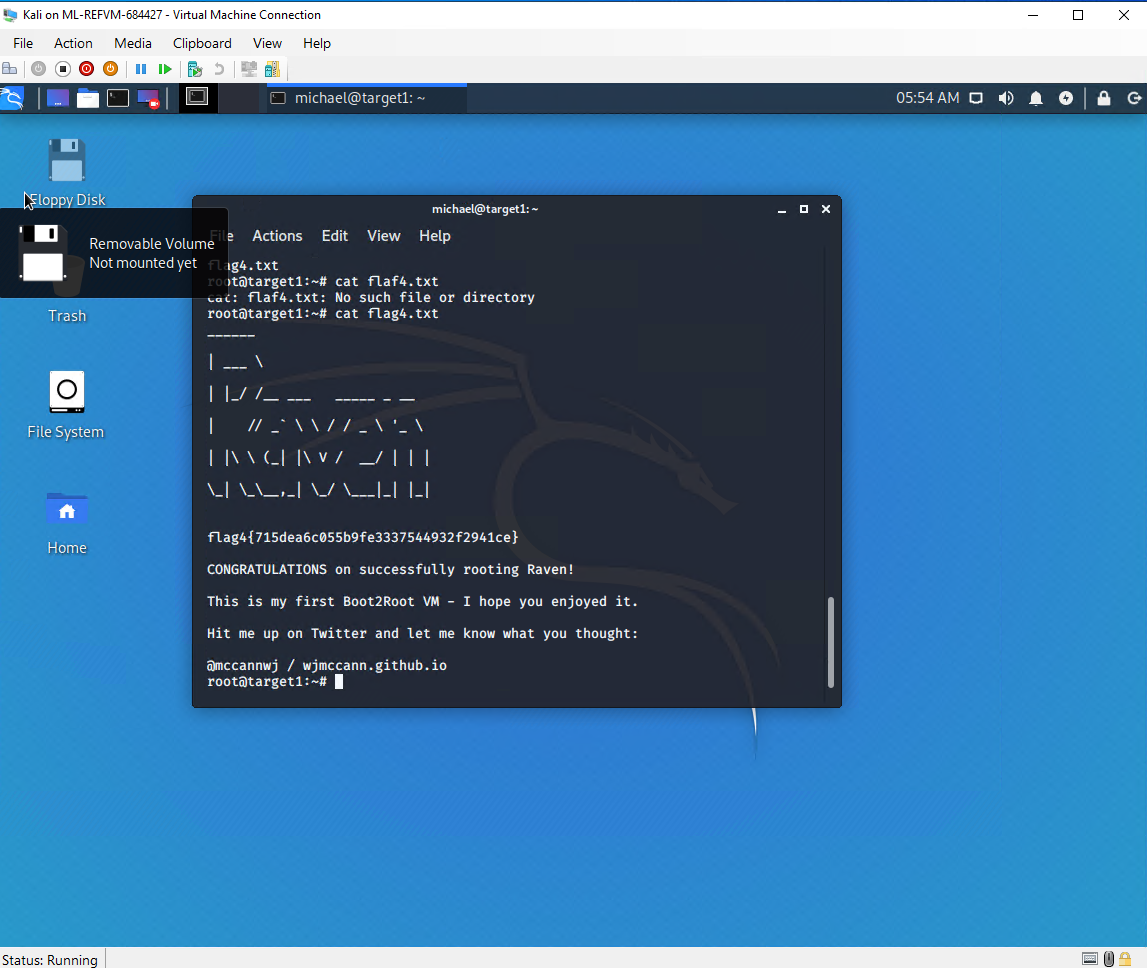 Kali on ML-REFVM-684427 - Virtual Machine Connection
File Action Media Clipboard View Help
michael@target1: ~
05:54 AM
Floppy Disk
Removable Volume
Not mounted yet
Trash
File System
Home
michael@target1: ~
File Actions Edit View Help
flag4.txt
root@target1:~# cat flaf4.txt
cat: flaf4.txt: No such file or directory
root@target1:~# cat flag4.txt
______
| ___ \
| |_/ /__ ___   _____ _ __
|    // _` \ \ / / _ \ '_ \
| |\ \ (_| |\ V /  __/ | | |
\_| \_\__,_| \_/ \___|_| |_|
flag4{715dea6c055b9fe3337544932f2941ce}
CONGRATULATIONS on successfully rooting Raven!
This is my first Boot2Root VM - I hope you enjoyed it.
Hit me up on Twitter and let me know what you thought:
@mccannwj / wjmccann.github.io
root@target1:~#
Status: Running